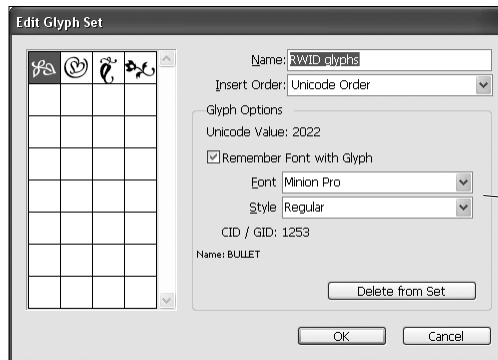 Edit Glyph Set
Name: RWID glyphs
Insert Order: Unicode Order
Glyph Options
Unicode Value: 2022
Remember Font with Glyph
Font Minion Pro
Style Regular
CID / GID: 1253
Name: BULLET
Delete from Set
OK Cancel